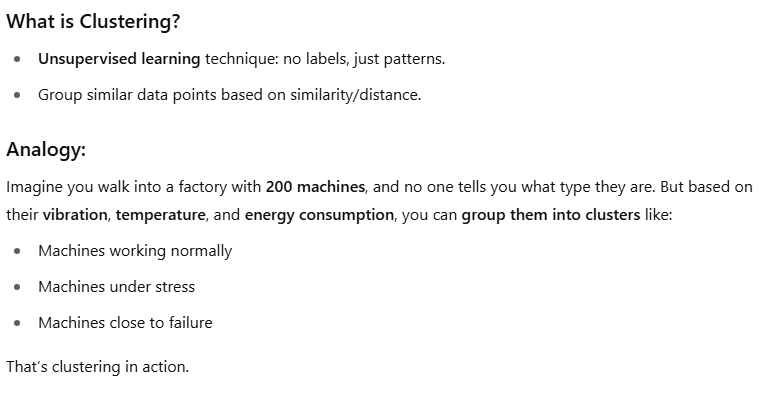 What is Clustering?
Unsupervised learning technique: no labels, just patterns.
Group similar data points based on similarity/distance.
Analogy:
Imagine you walk into a factory with 200 machines, and no one tells you what type they are. But based on
their vibration, temperature, and energy consumption, you can group them into clusters like:
Machines working normally
Machines under stress
Machines close to failure
That's clustering in action.